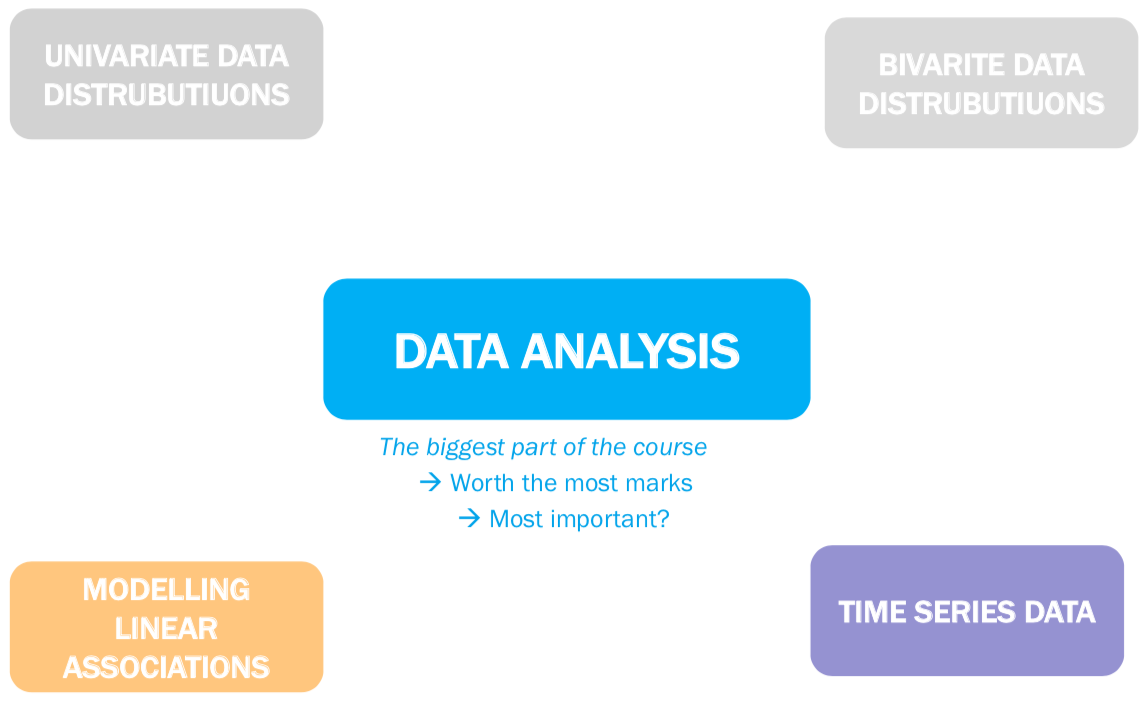 UNIVARIATE DATA
DISTRUBUTIUONS
BIVARITE DATA
DISTRUBUTIUONS
DATA ANALYSIS
The biggest part of the course
→ Worth the most marks
→ Most important?
MODELLING
LINEAR
ASSOCIATIONS
TIME SERIES DATA